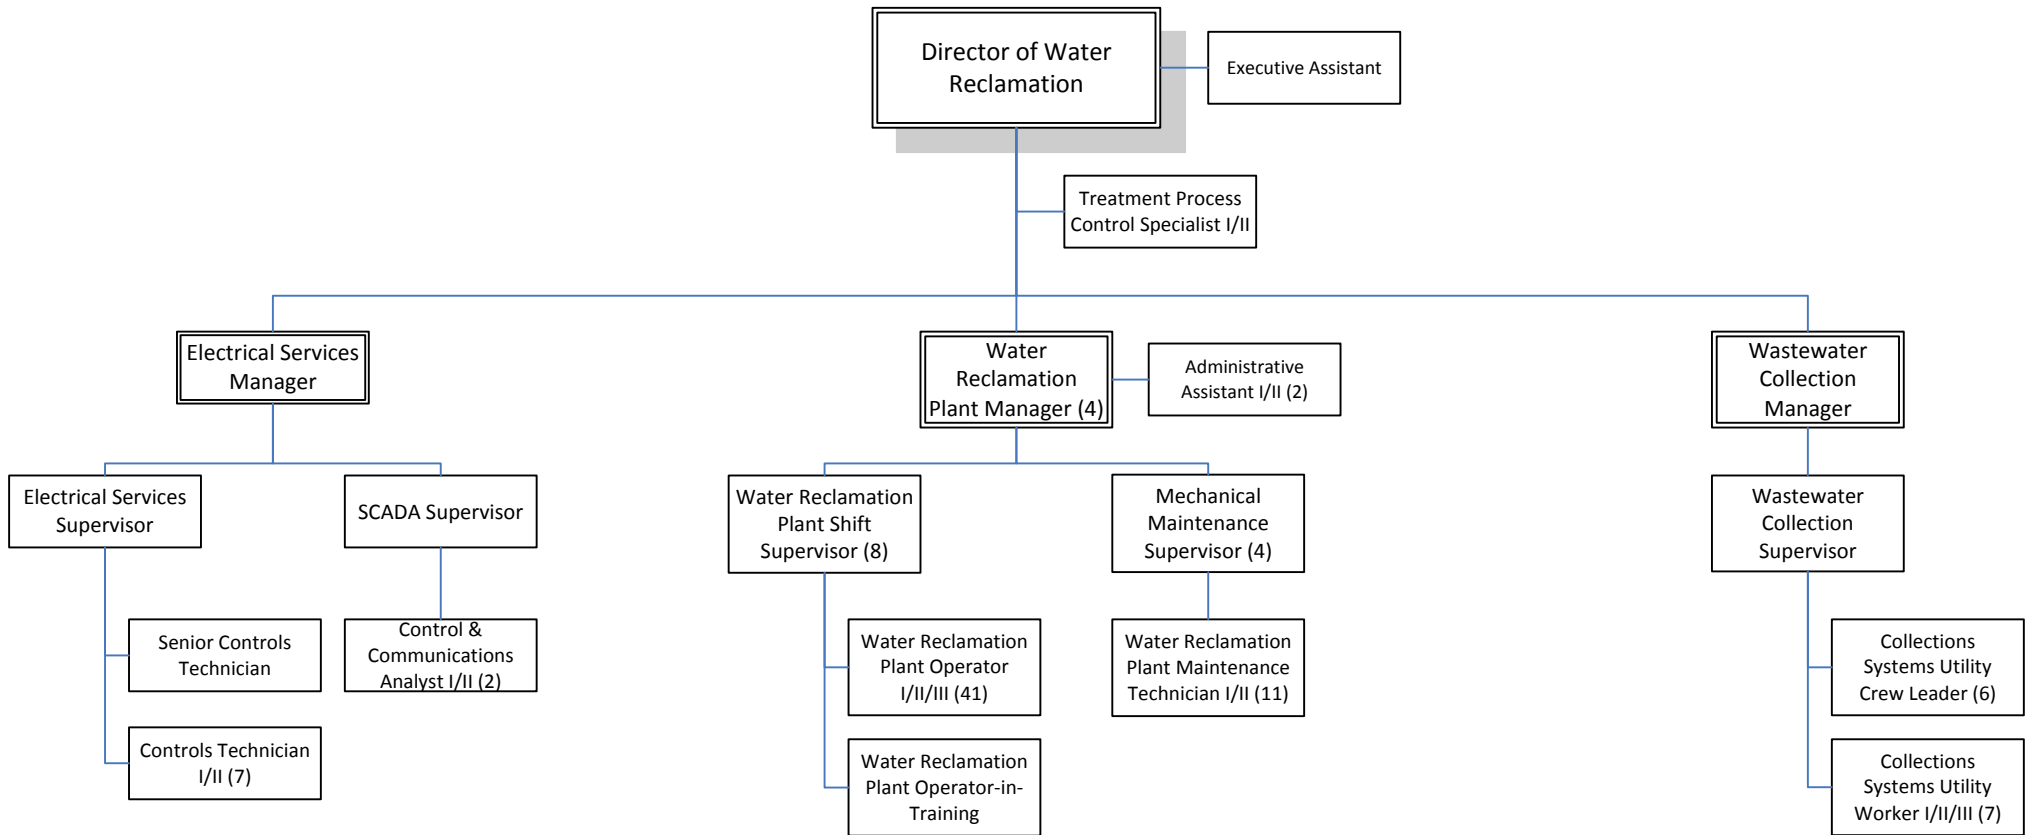 Director of Water
Reclamation
Executive Assistant
Treatment Process
Control Specialist I/II
Electrical Services
Manager
Water
Reclamation
Plant Manager (4)
Administrative
Assistant I/II (2)
Wastewater
Collection
Manager
Electrical Services
Supervisor
SCADA Supervisor
Water Reclamation
Plant Shift
Supervisor (8)
Mechanical
Maintenance
Supervisor (4)
Wastewater
Collection
Supervisor
Senior Controls
Technician
Control &
Communications
Analyst I/II (2)
Water Reclamation
Plant Operator
I/II/III (41)
Water Reclamation
Plant Maintenance
Technician I/II (11)
Collections
Systems Utility
Crew Leader (6)
Controls Technician
I/II (7)
Water Reclamation
Plant Operator-in-
Training
Collections
Systems Utility
Worker I/II/III (7)